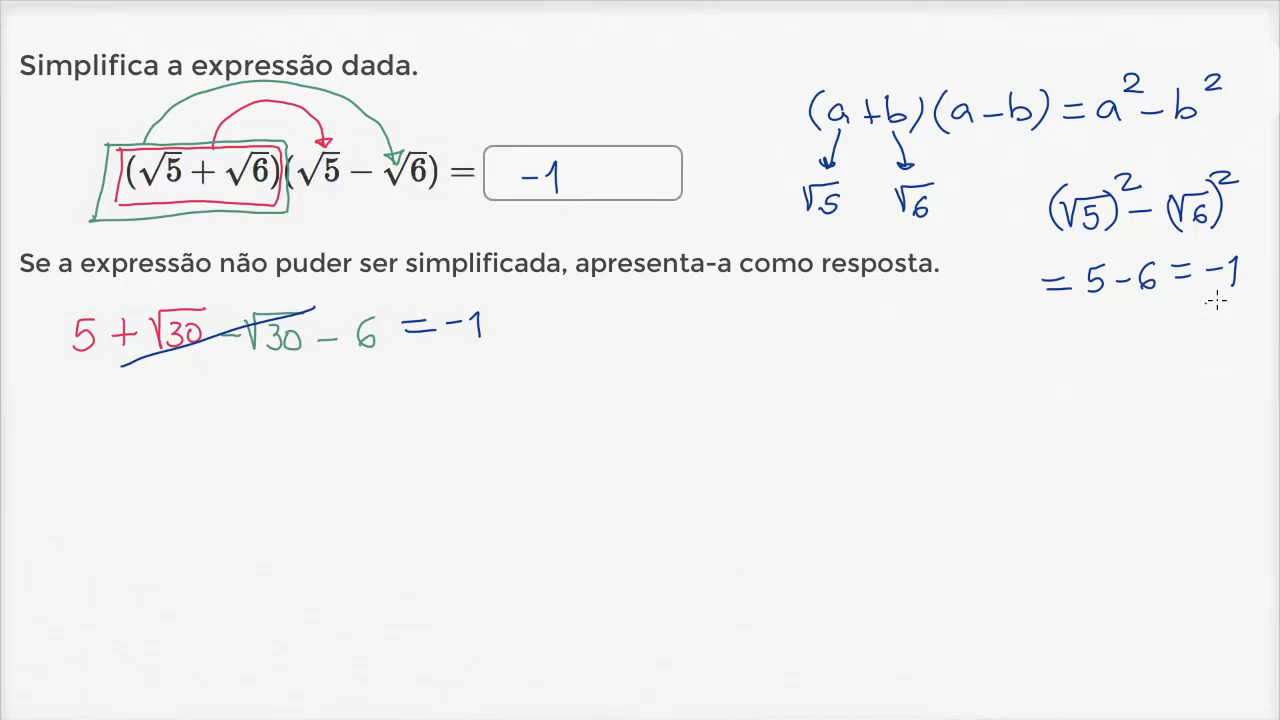 Simplifica a expressão dada.
(√5 + √6)(√5 − √6) = -1
Se a expressão não puder ser simplificada, apresenta-a como resposta.
5 + √30 - √30 - 6 = -1
(a + b)(a - b) = a² - b²
√5 √6
(√5)² - (√6)²
= 5 - 6 = -1